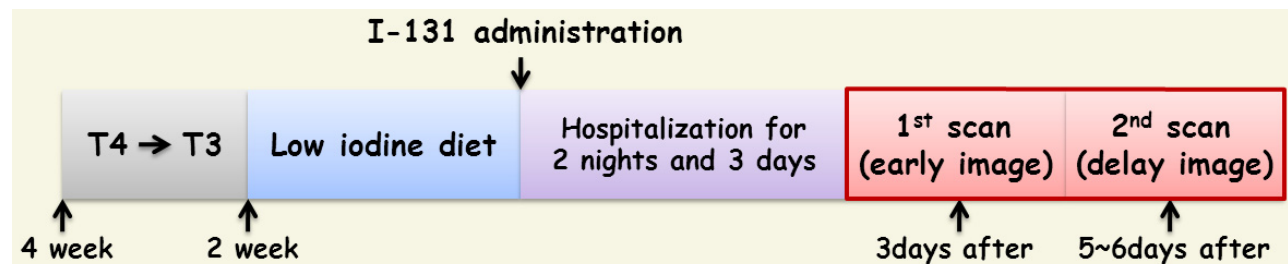 I-131 administration
T4 → T3
Low iodine diet
Hospitalization for
2 nights and 3 days
1st scan
(early image)
2nd scan
(delay image)
4 week
2 week
3days after
5~6days after